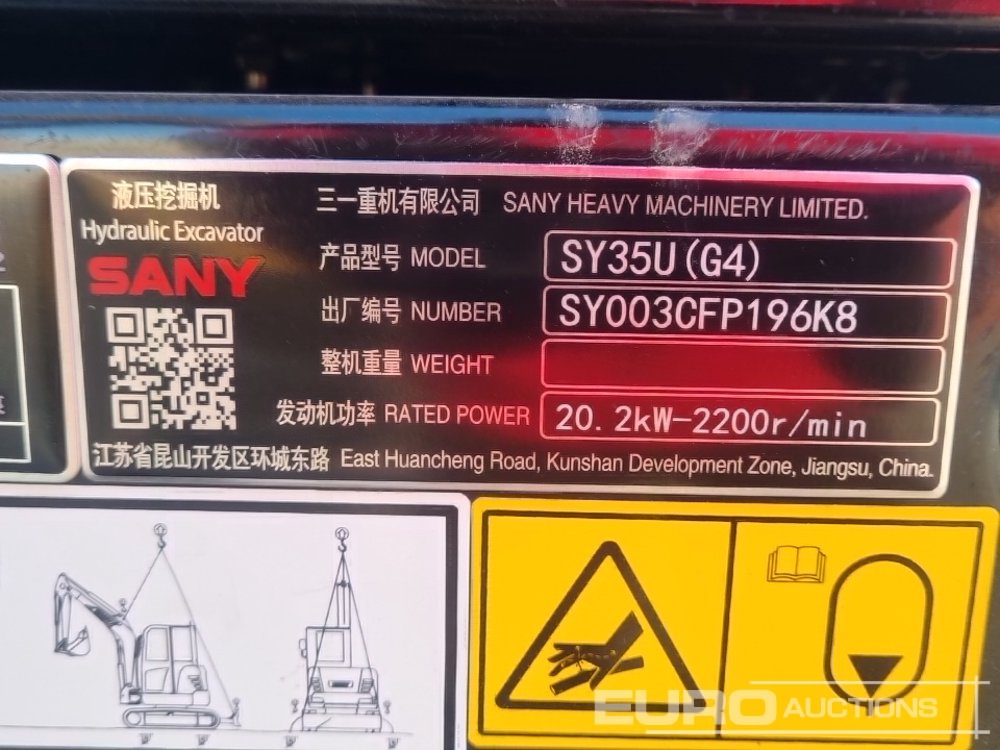 液压挖掘机
Hydraulic Excavator
SANY
三一重机有限公司 SANY HEAVY MACHINERY LIMITED.
产品型号 MODEL SY35U(G4)
出厂编号 NUMBER SY003CFP196K8
整机重量 WEIGHT
发动机功率 RATED POWER 20.2kW-2200r/min
江苏省昆山开发区环城东路 East Huancheng Road, Kunshan Development Zone, Jiangsu, China.
EURO AUCTIONS